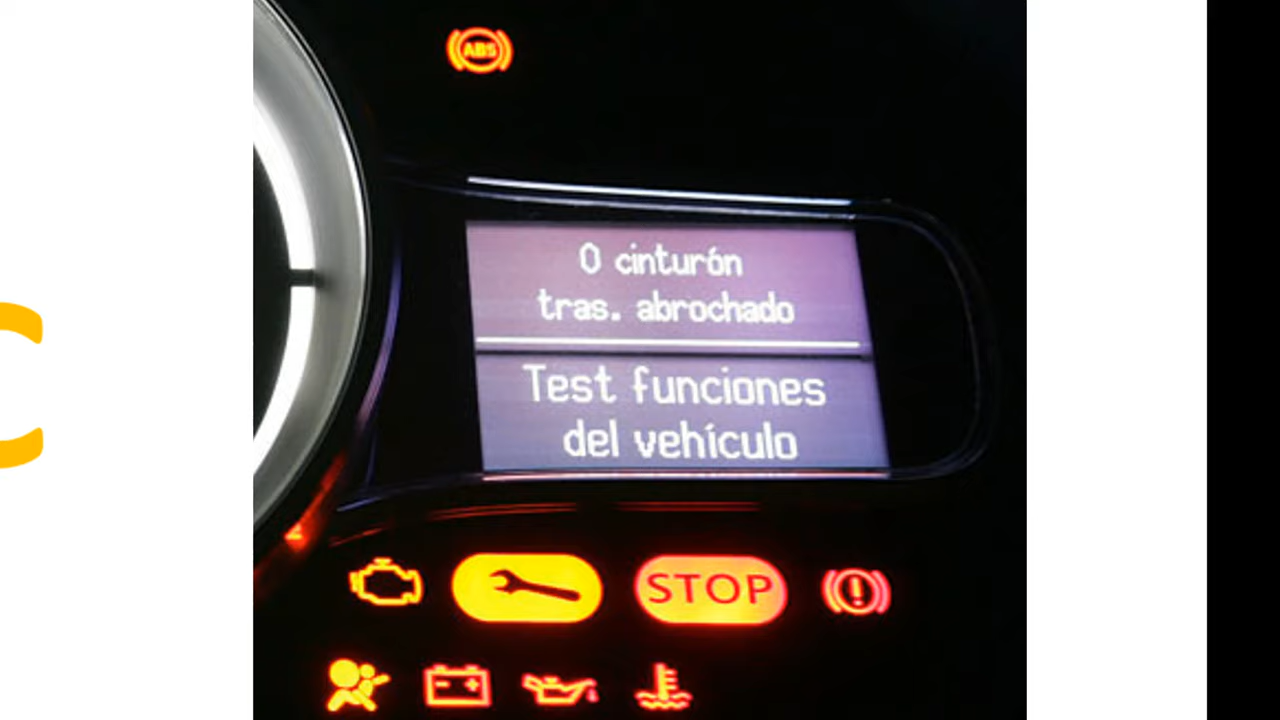 ABS
0 cinturón
tras. abrochado
Test funciones
del vehículo
STOP